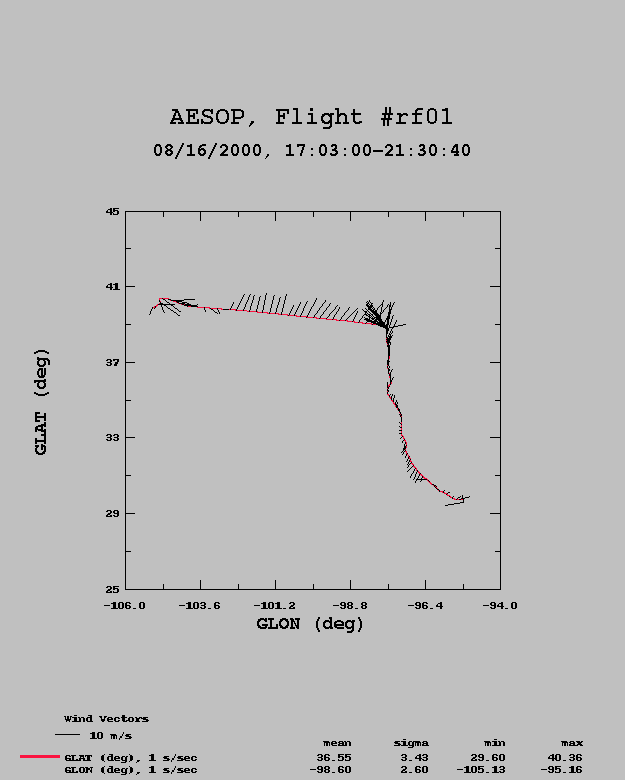 AESOP, Flight #rf01
08/16/2000, 17:03:00-21:30:40
45
41
37
33
29
25
GLAT (deg)
-106.0 -103.6 -101.2 -98.8 -96.4 -94.0
GLON (deg)
Wind Vectors
10 m/s
mean sigma min max
GLAT (deg), 1 s/sec 36.55 3.43 29.60 40.36
GLON (deg), 1 s/sec -98.60 2.60 -105.13 -95.16